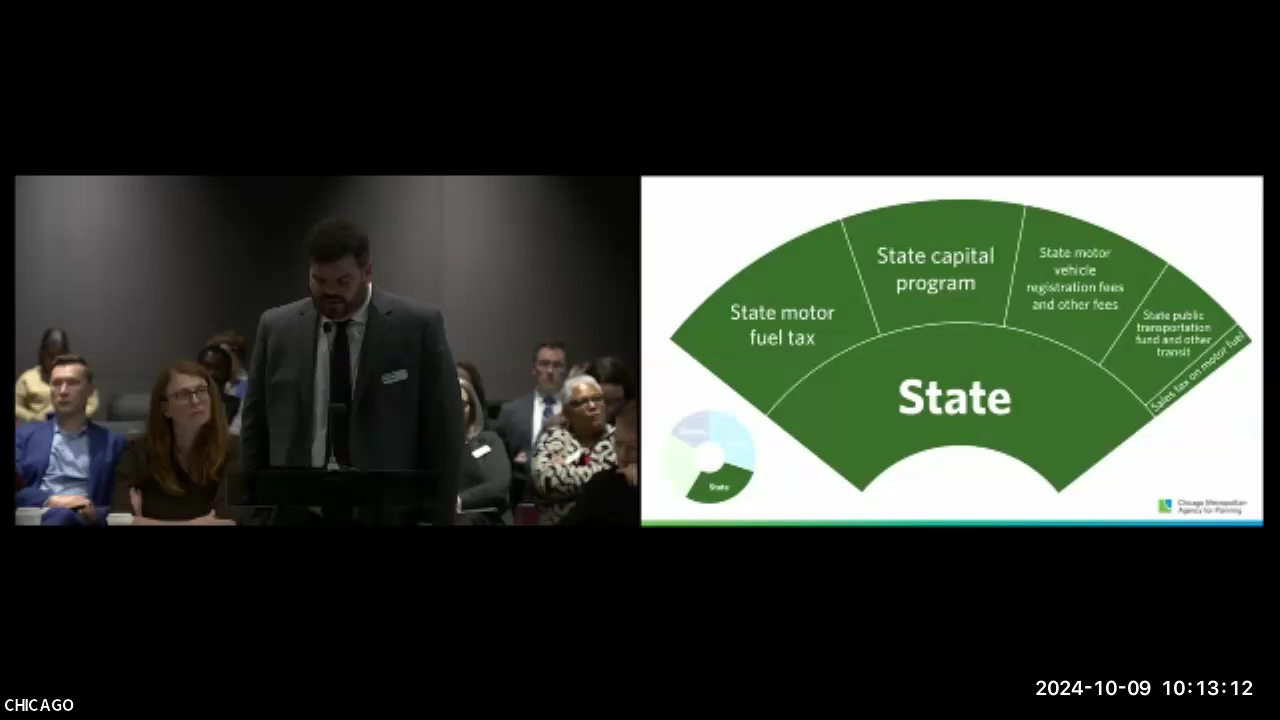 State motor
fuel tax
State capital
program
State motor
vehicle
registration fees
and other fees
State public
transportation
fund and other
transit
Sales tax on motor fuel
State
State
Chicago Metropolitan
Agency for Planning
2024-10-09 10:13:12
CHICAGO